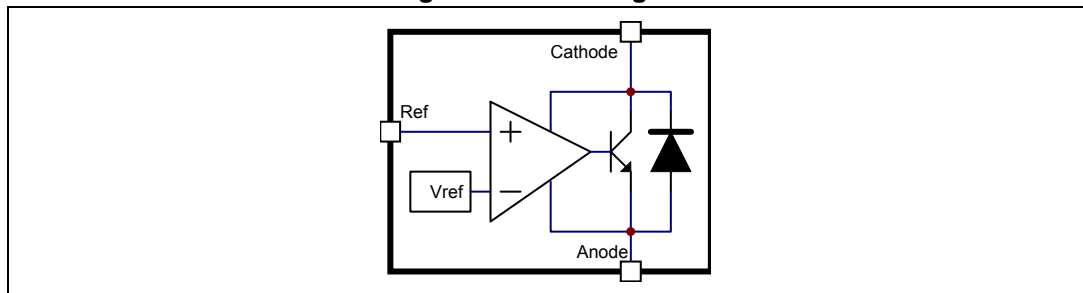 Cathode
Ref
+
Vref
−
Anode